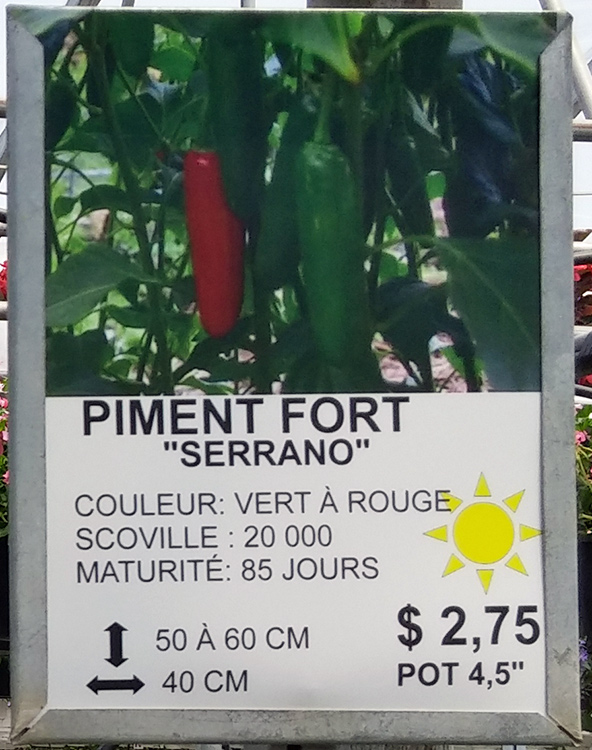 PIMENT FORT
"SERRANO"
COULEUR: VERT À ROUGE
SCOVILLE : 20 000
MATURITÉ: 85 JOURS
50 À 60 CM
40 CM
$ 2,75
POT 4,5"